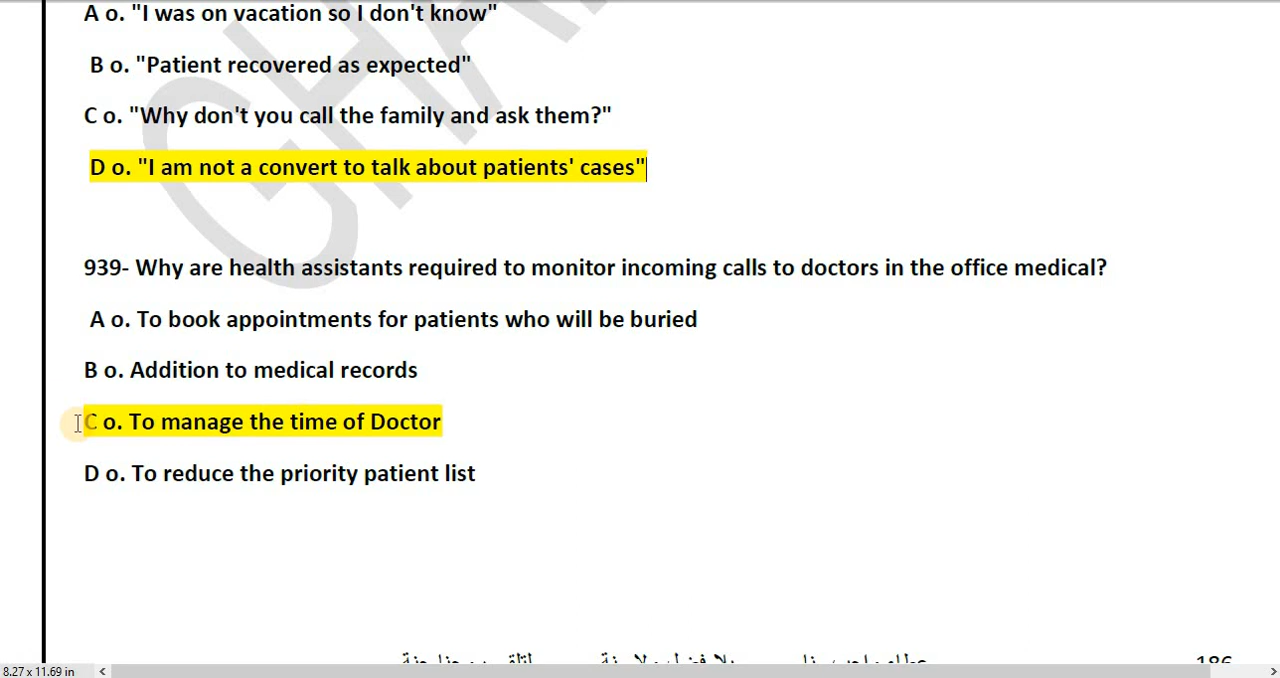 A o. "I was on vacation so I don't know"
B o. "Patient recovered as expected"
C o. "Why don't you call the family and ask them?"
D o. "I am not a convert to talk about patients' cases"
939- Why are health assistants required to monitor incoming calls to doctors in the office medical?
A o. To book appointments for patients who will be buried
B o. Addition to medical records
C o. To manage the time of Doctor
D o. To reduce the priority patient list
8.27 x 11.69 in